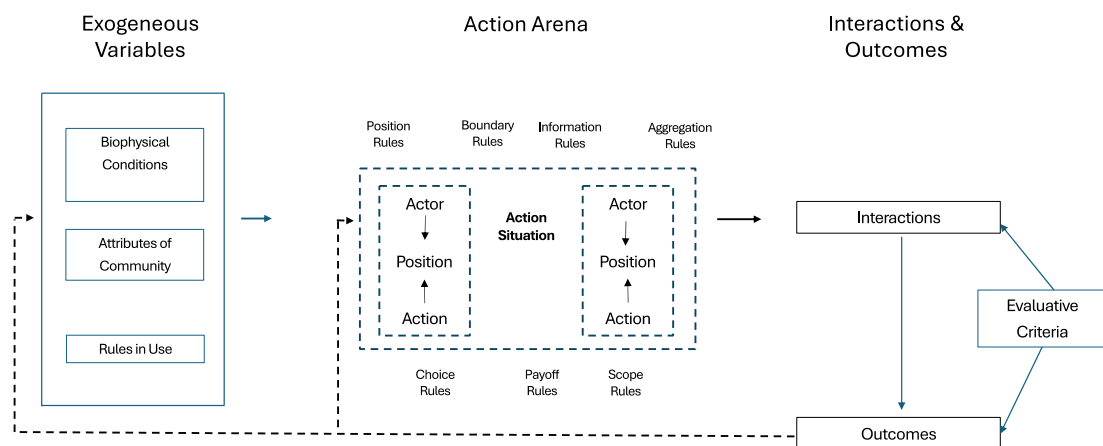 Exogeneous
Variables
Action Arena
Interactions &
Outcomes
Biophysical
Conditions
Attributes of
Community
Rules in Use
Position
Rules
Boundary
Rules
Information
Rules
Aggregation
Rules
Actor
Position
Action
Action
Situation
Actor
Position
Action
Choice
Rules
Payoff
Rules
Scope
Rules
Interactions
Evaluative
Criteria
Outcomes